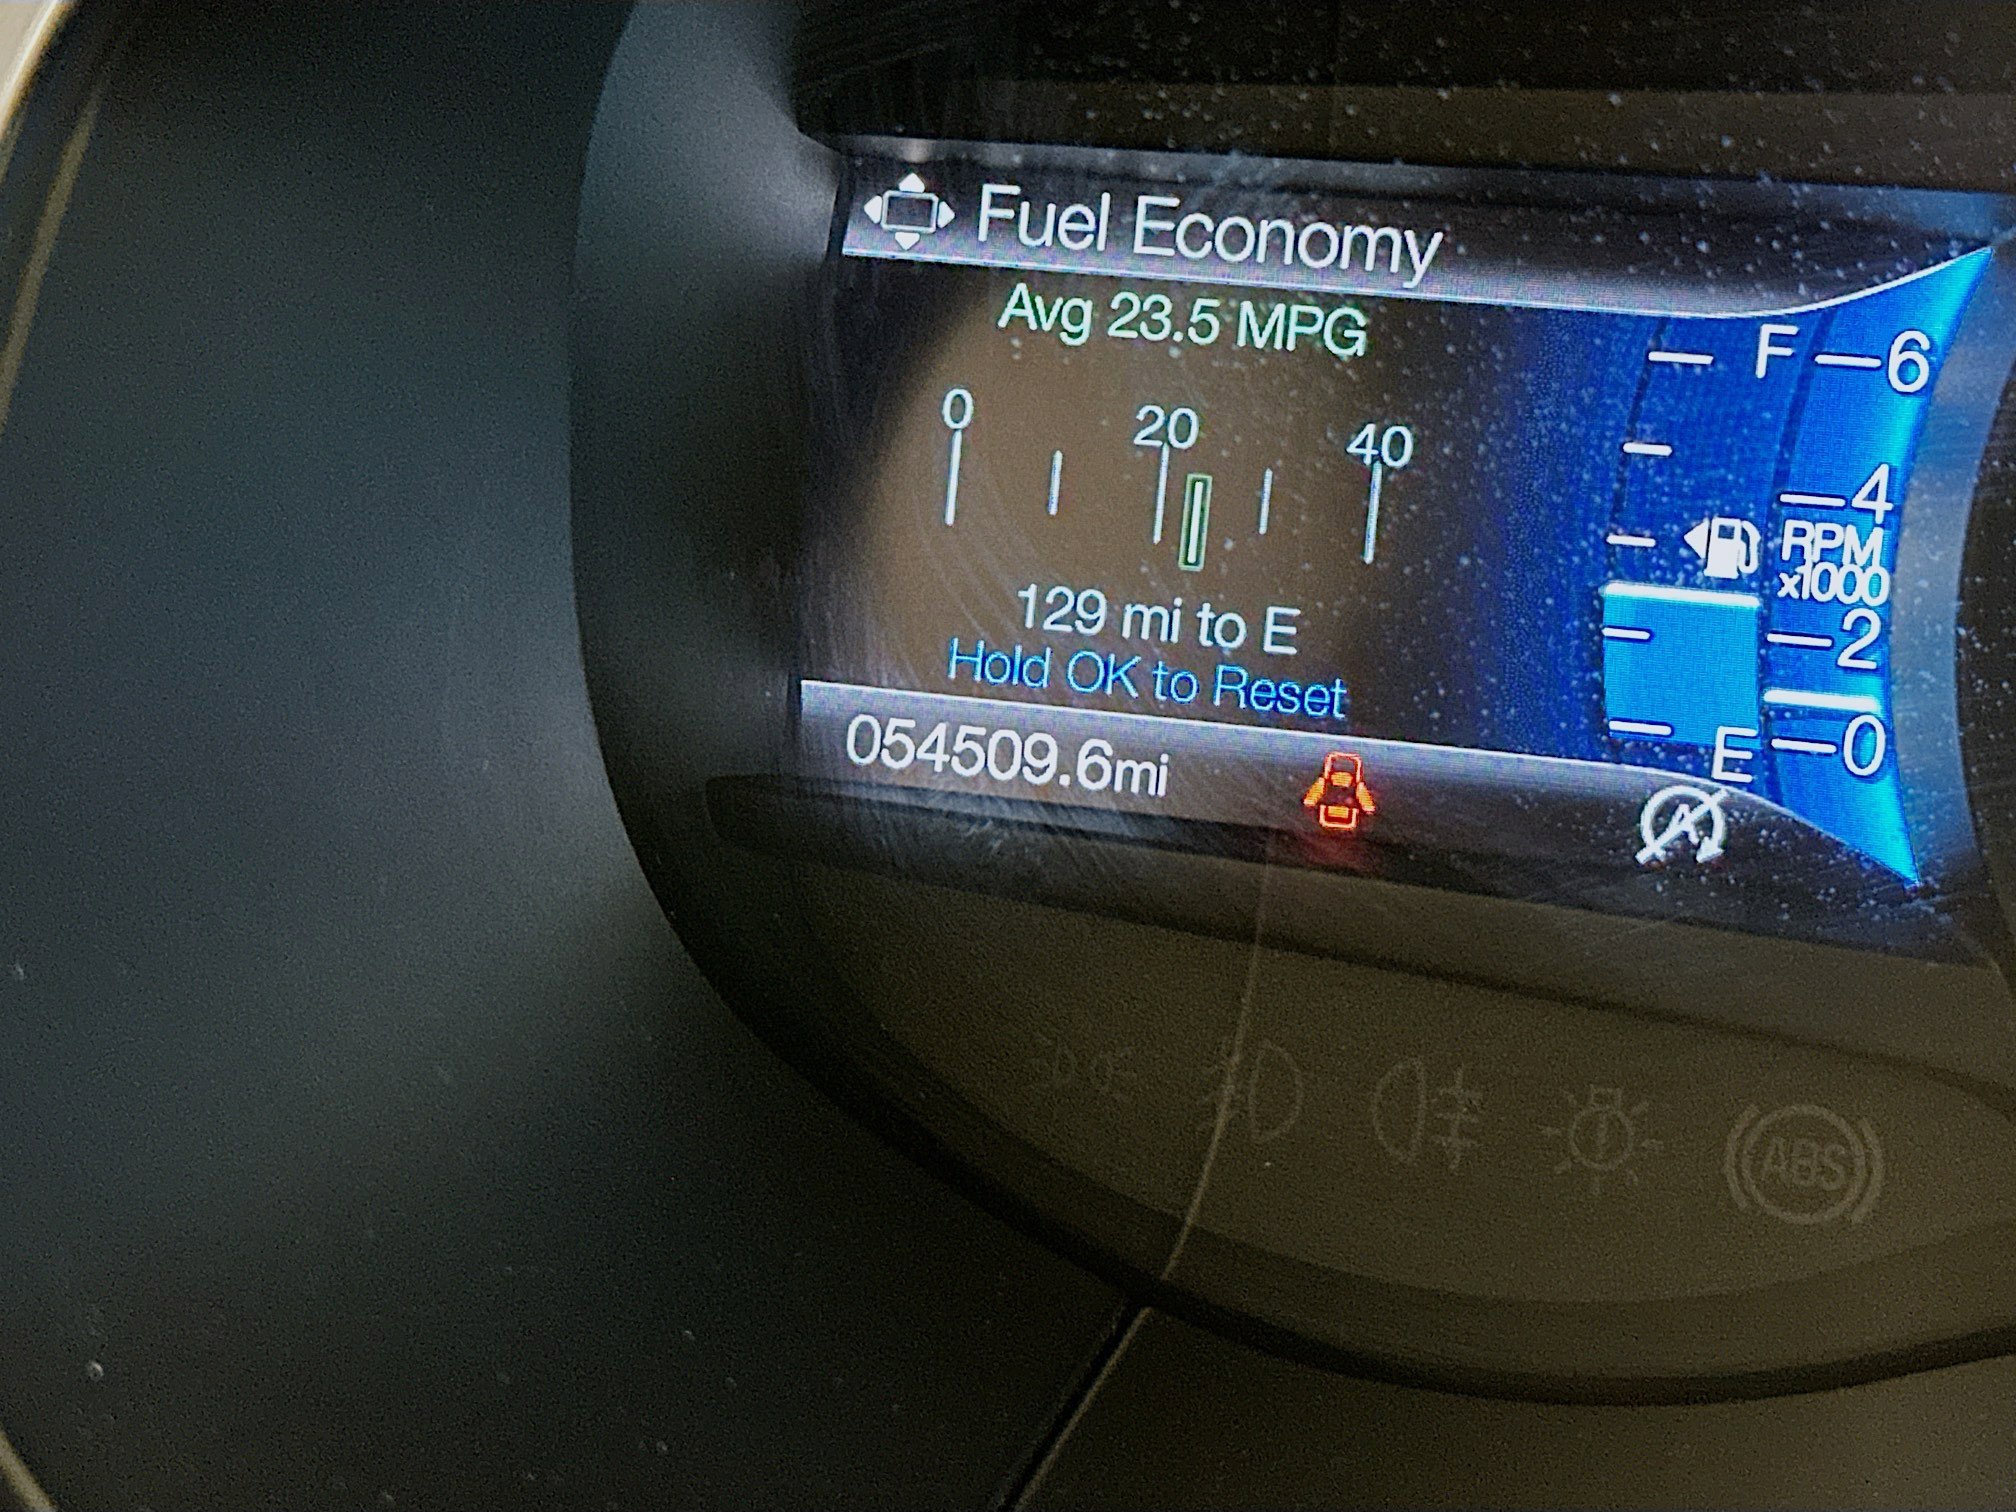 Fuel Economy
Avg 23.5 MPG
0 20 40
129 mi to E
Hold OK to Reset
054509.6mi
F
E
6
4
RPM
x1000
2
0
A
ABS